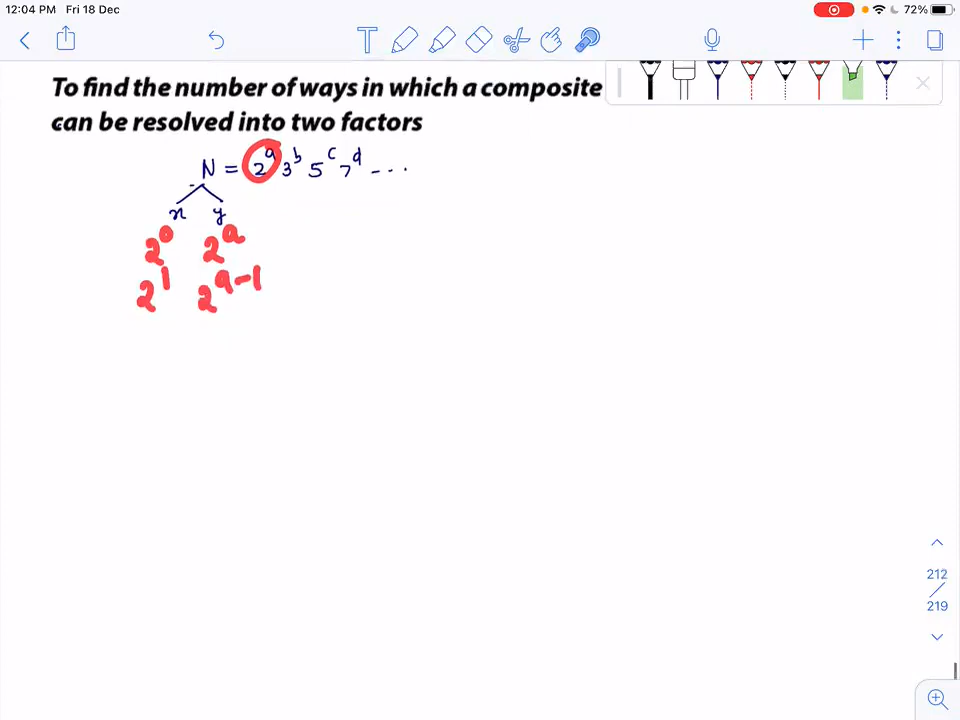 12:04 PM Fri 18 Dec
72%
To find the number of ways in which a composite
can be resolved into two factors
N = 2^a 3^b 5^c 7^d ---.
x y
2^0 2^a
2^1 2^a-1
212
219